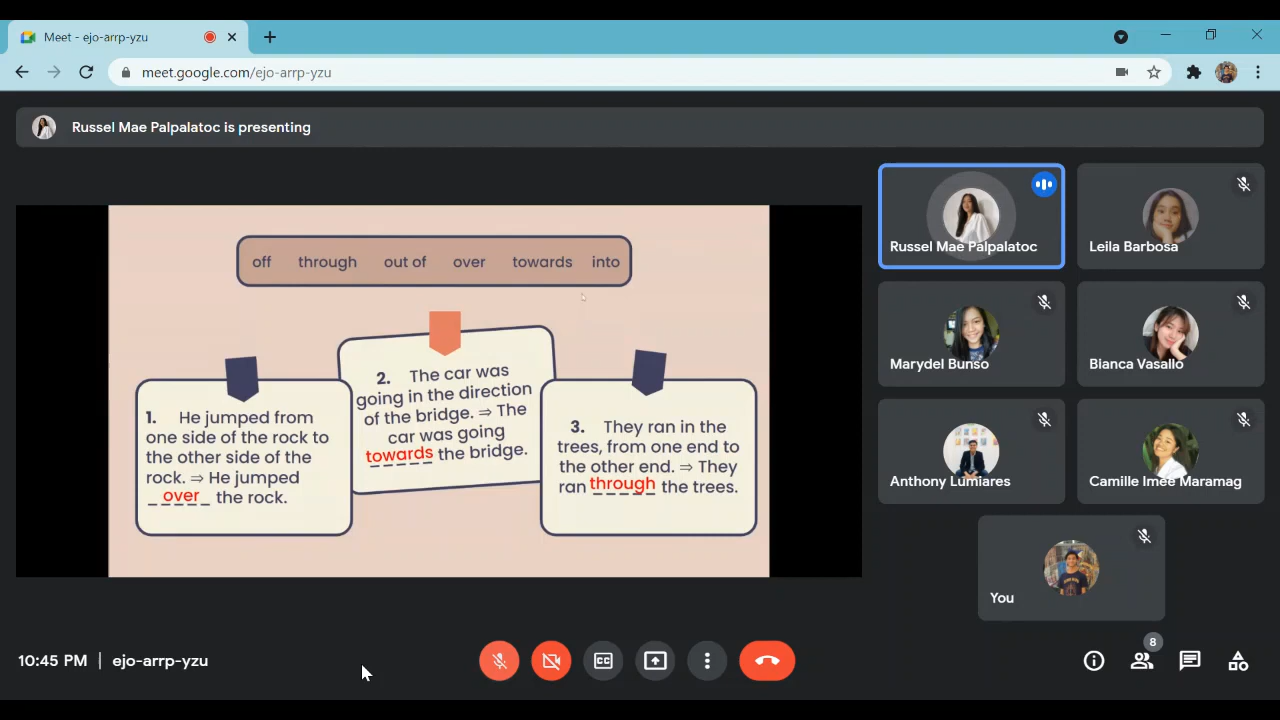 Meet - ejo-arrp-yzu
meet.google.com/ejo-arrp-yzu
Russel Mae Palpalatoc is presenting
off through out of over towards into
1. He jumped from
one side of the rock to
the other side of the
rock. ⇒ He jumped
over the rock.
2. The car was
going in the direction
of the bridge. ⇒ The
car was going
towards the bridge.
3. They ran in the
trees, from one end to
the other end. ⇒ They
ran through the trees.
Russel Mae Palpalatoc
Leila Barbosa
Marydel Bunso
Bianca Vasallo
Anthony Lumiares
Camille Imee Maramag
You
10:45 PM | ejo-arrp-yzu
CC
8